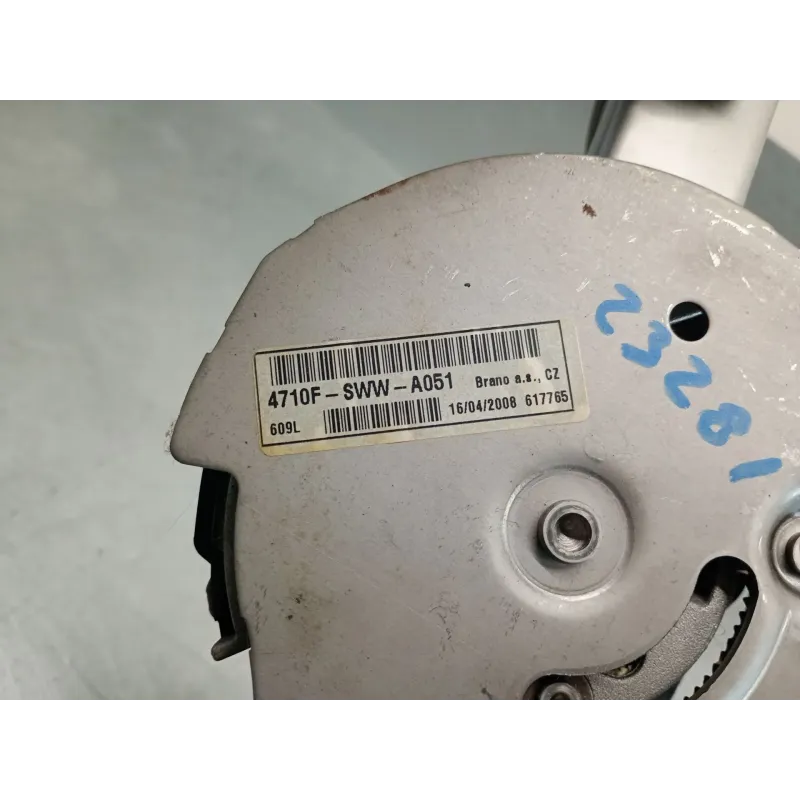 4710F-SWW-A051 Brano a.s., CZ
609L 16/04/2008 617765
23281